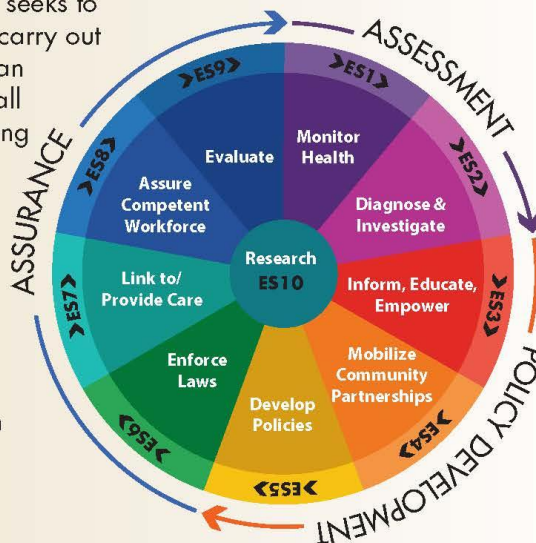 seeks to
carry out
an
all
ng
ASSESSMENT
POLICY DEVELOPMENT
ASSURANCE
ES1
Monitor
Health
ES2
Diagnose &
Investigate
ES3
Inform, Educate,
Empower
ES4
Mobilize
Community
Partnerships
ES5
Develop
Policies
ES6
Enforce
Laws
ES7
Link to/
Provide Care
ES8
Assure
Competent
Workforce
ES9
Evaluate
Research
ES10